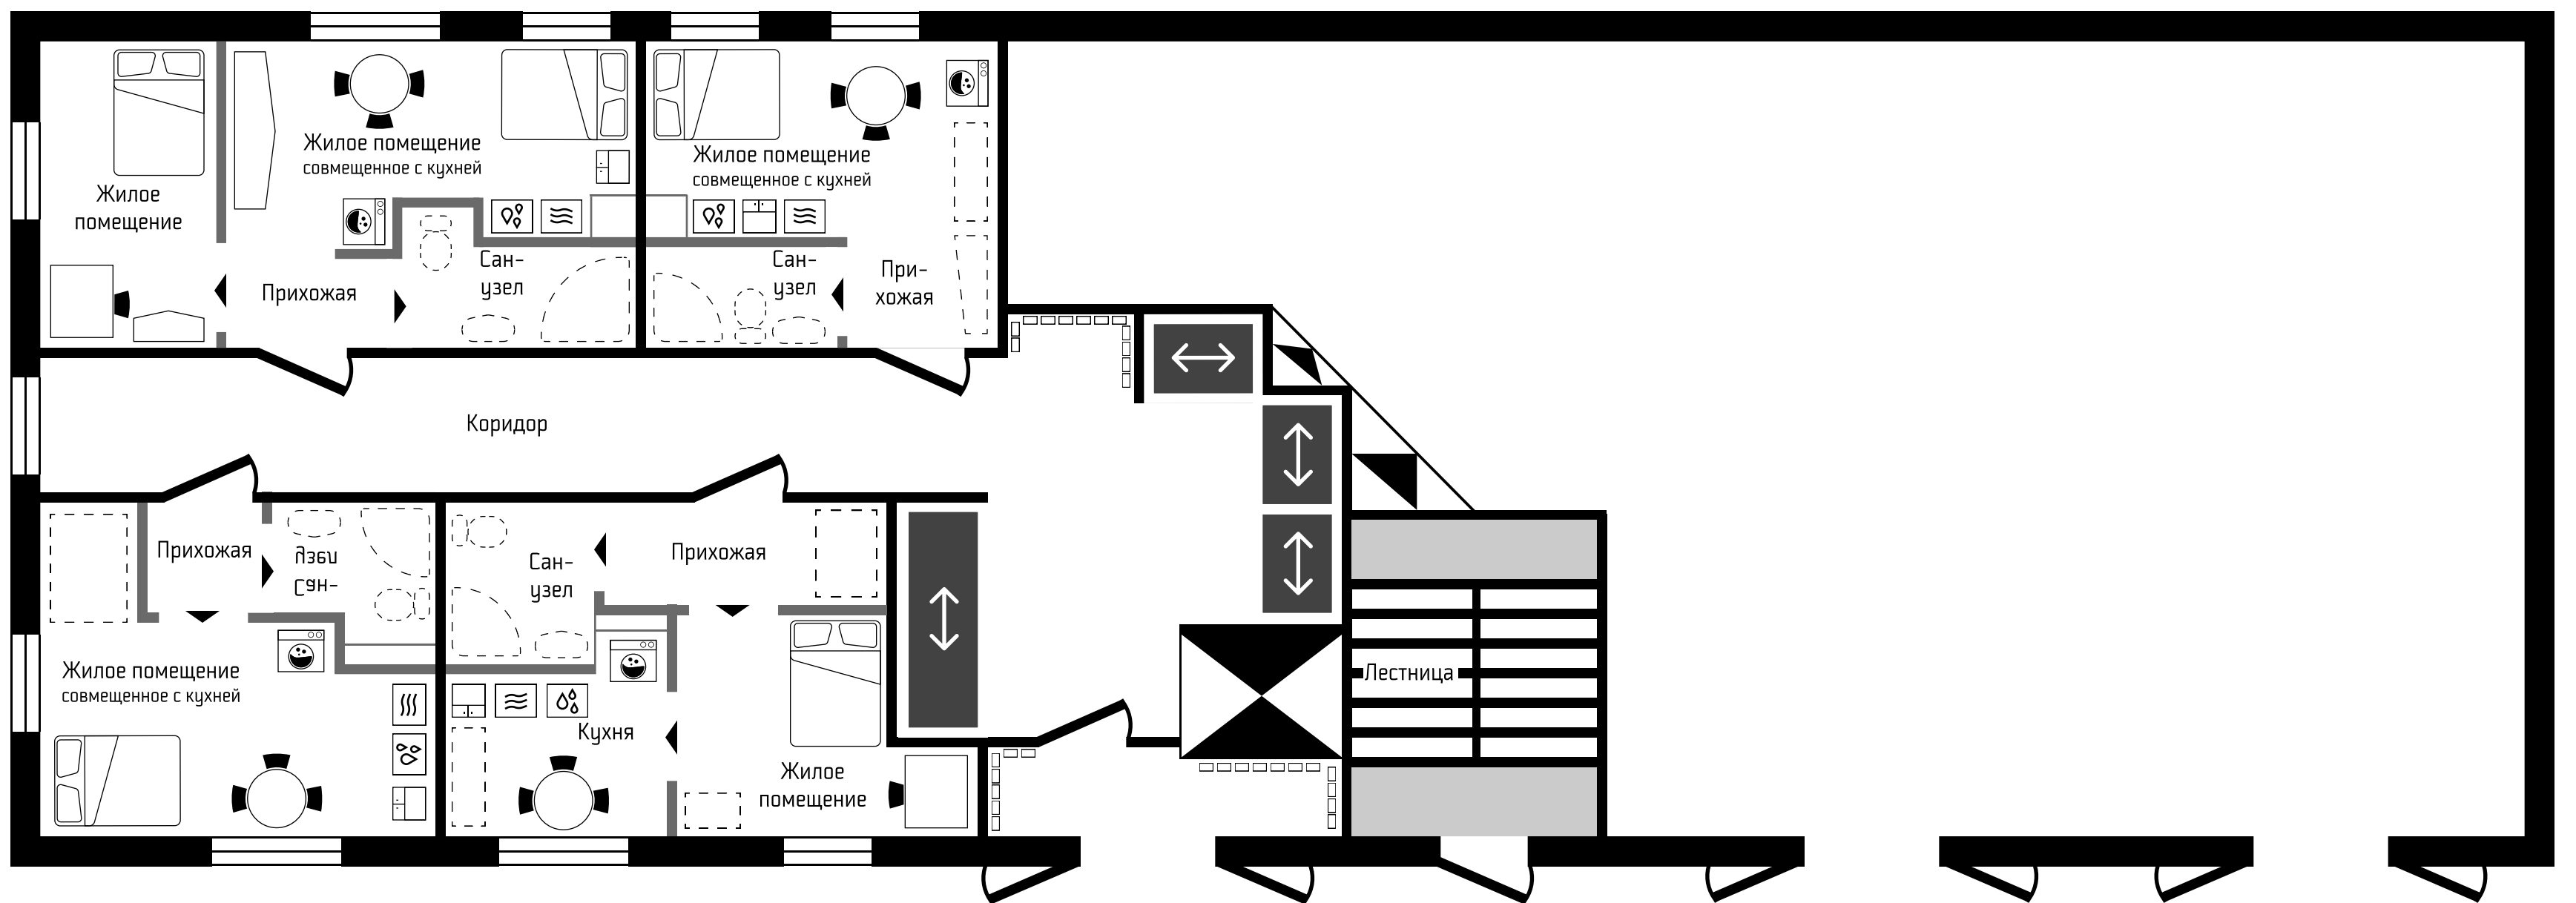 Жилое
помещение
Жилое помещение
совмещенное с кухней
Прихожая
Сан-
узел
Жилое помещение
совмещенное с кухней
Сан-
узел
При-
хожая
Коридор
Прихожая
Сан-
узел
Жилое помещение
совмещенное с кухней
Сан-
узел
Прихожая
Кухня
Жилое
помещение
Лестница